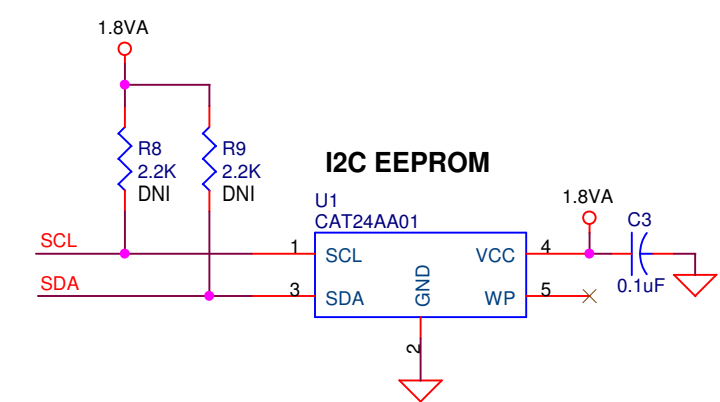 1.8VA
R8
2.2K
DNI
R9
2.2K
DNI
I2C EEPROM
U1
CAT24AA01
1.8VA
C3
0.1uF
SCL
1
SCL
VCC
4
SDA
3
SDA
GND
WP
5
2